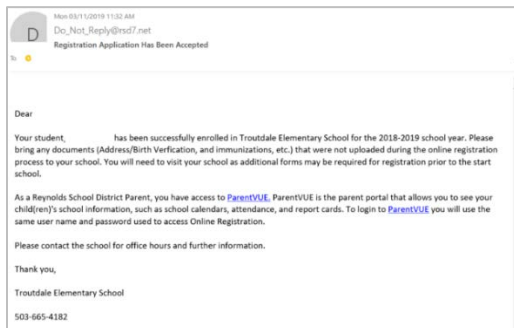 Mon 03/11/2019 11:32 AM
D
Do_Not_Reply@rsd7.net
Registration Application Has Been Accepted
To
Dear
Your student, has been successfully enrolled in Troutdale Elementary School for the 2018-2019 school year. Please
bring any documents (Address/Birth Verfication, and immunizations, etc.) that were not uploaded during the online registration
process to your school. You will need to visit your school as additional forms may be required for registration prior to the start
school.
As a Reynolds School District Parent, you have access to ParentVUE. ParentVUE is the parent portal that allows you to see your
child(ren)'s school information, such as school calendars, attendance, and report cards. To login to ParentVUE you will use the
same user name and password used to access Online Registration.
Please contact the school for office hours and further information.
Thank you,
Troutdale Elementary School
503-665-4182